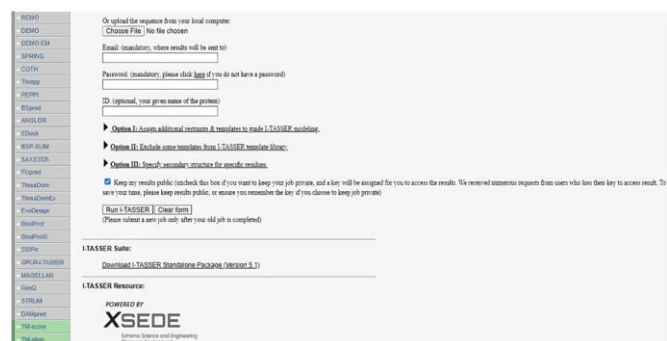 REMO
DEMO
DEMO-EM
SPRING
COTH
Threpp
PEPPI
BSpred
ANGLOR
EDock
BSP-SLIM
SAXSTER
FUpred
ThreaDom
ThreaDomEx
EvoDesign
BindProf
BindProfX
SSIPe
GPCR-I-TASSER
MAGELLAN
ResQ
STRUM
DAMpred
TM-score
TM-align
Or upload the sequence from your local computer:
Choose File No file chosen
Email: (mandatory, where results will be sent to)
Password: (mandatory, please click here if you do not have a password)
ID: (optional, your given name of the protein)
Option I: Assign additional restraints & templates to guide I-TASSER modeling.
Option II: Exclude some templates from I-TASSER template library.
Option III: Specify secondary structure for specific residues.
Keep my results public (uncheck this box if you want to keep your job private, and a key will be assigned for you to access the results. We received numerous requests from users who lose their key to access result. To
save your time, please keep results public, or ensure you remember the key if you choose to keep job private)
Run I-TASSER Clear form
(Please submit a new job only after your old job is completed)
I-TASSER Suite:
Download I-TASSER Standalone Package (Version 5.1)
I-TASSER Resource:
POWERED BY
XSEDE
Extreme Science and Engineering